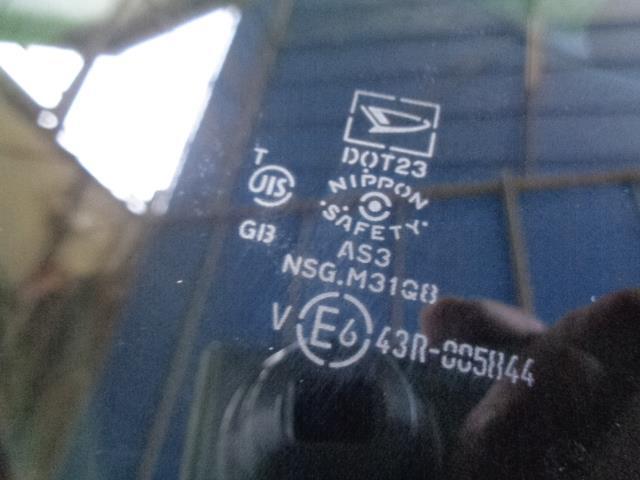 DOT23
T
JIS
NIPPON
SAFETY
GB
AS3
NSG.M31Q8
V E6 43R-005844